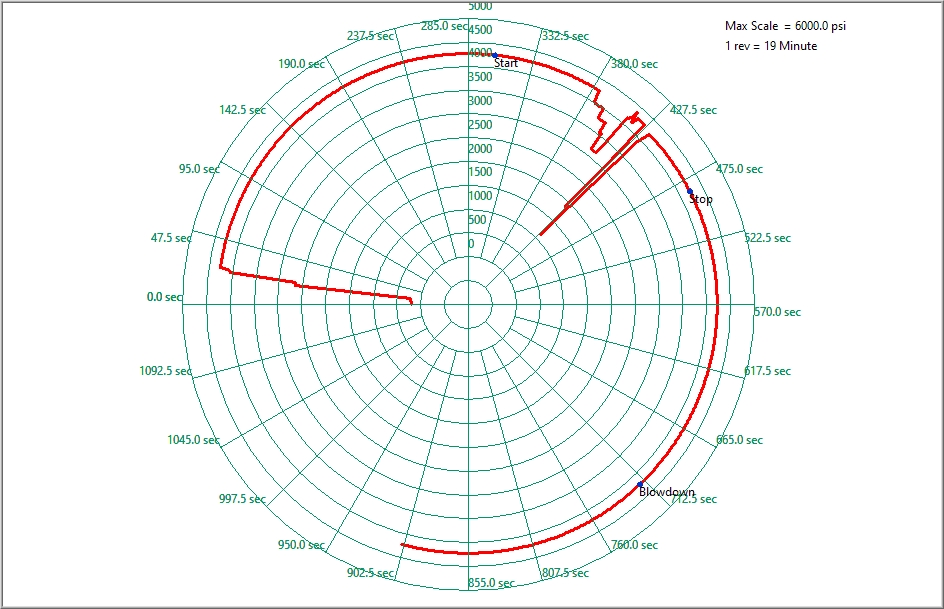 5000
Max Scale = 6000.0 psi
285.0 sec
4500
237.5 sec
332.5 sec
1 rev = 19 Minute
4000
Start
190.0 sec
380.0 sec
3500
3000
142.5 sec
427.5 sec
2500
2000
95.0 sec
1500
475.0 sec
1000
Stop
500
47.5 sec
0
522.5 sec
0.0 sec
570.0 sec
1092.5 sec
617.5 sec
1045.0 sec
665.0 sec
Blowdown
997.5 sec
712.5 sec
950.0 sec
760.0 sec
902.5 sec
855.0 sec
807.5 sec